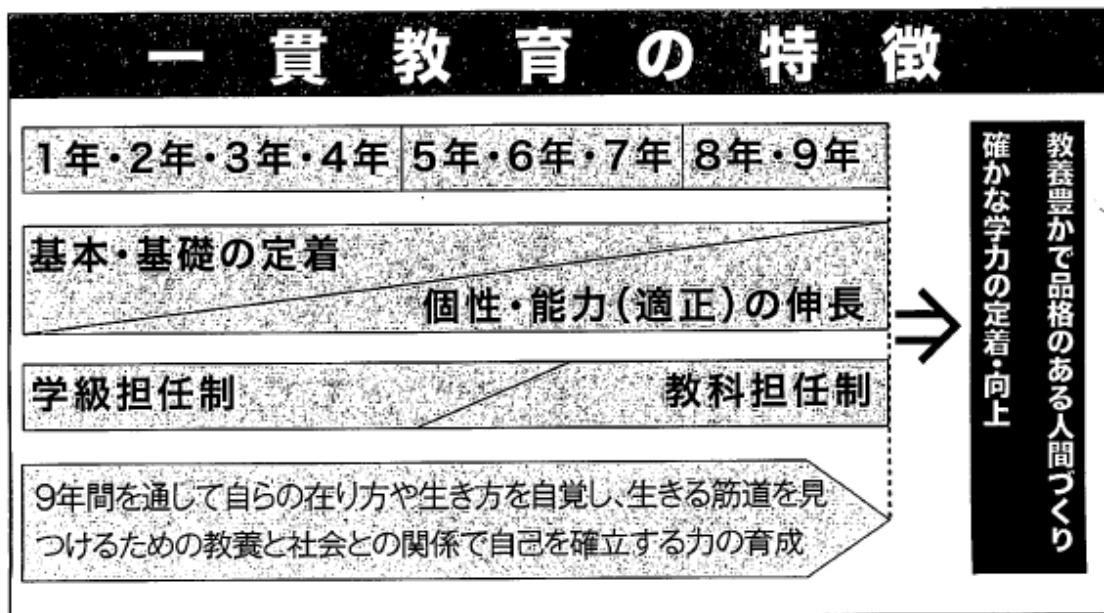 一貫教育の特徴
1年・2年・3年・4年
5年・6年・7年
8年・9年
基本・基礎の定着
個性・能力(適正)の伸長
学級担任制
教科担任制
9年間を通して自らの在り方や生き方を自覚し、生きる筋道を見
つけるための教養と社会との関係で自己を確立する力の育成
教養豊かで品格のある人間づくり
確かな学力の定着・向上